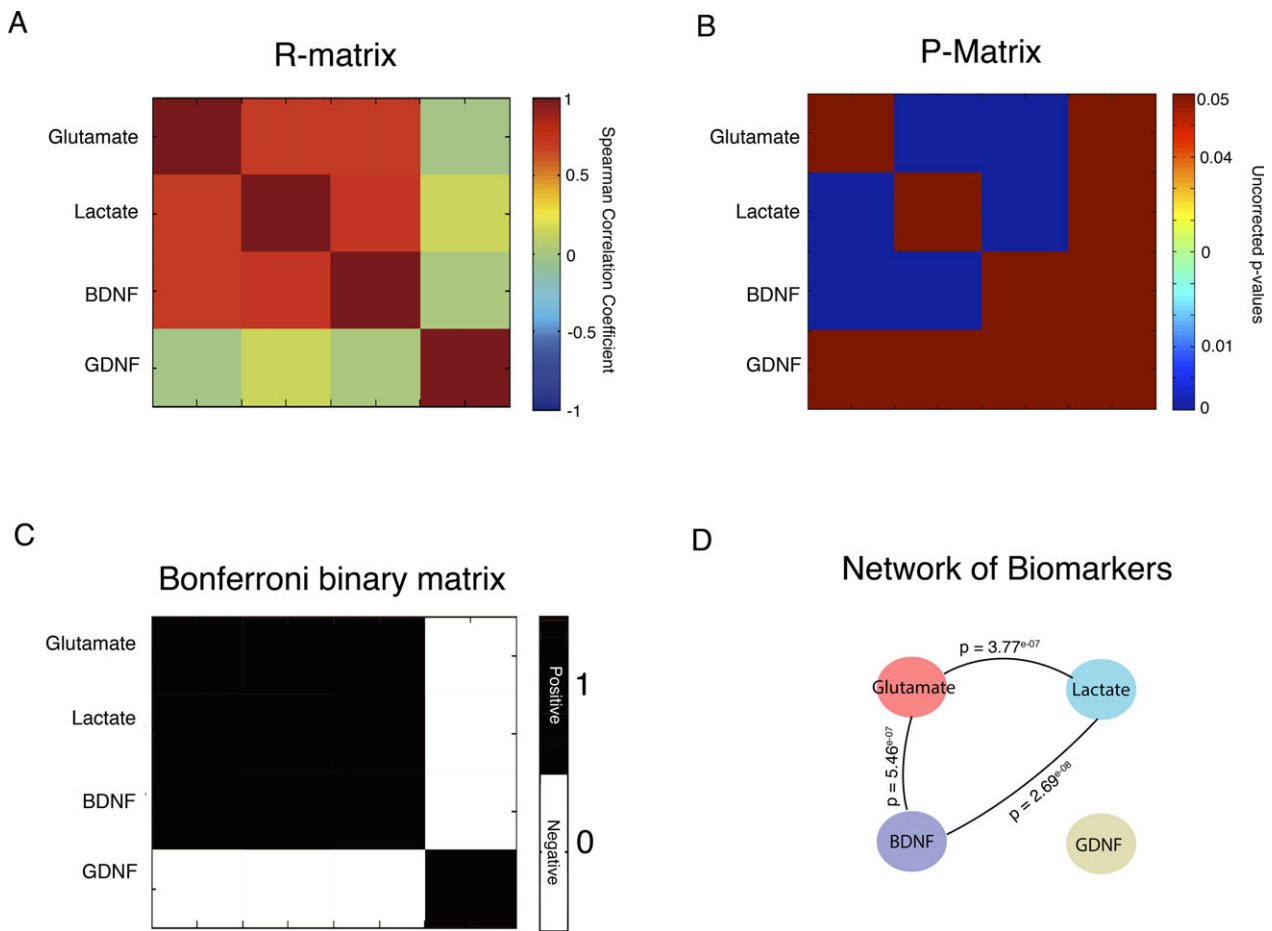 A
R-matrix
Glutamate
Lactate
BDNF
GDNF
1
0.5
0
-0.5
-1
Spearman Correlation Coefficient
B
P-Matrix
Glutamate
Lactate
BDNF
GDNF
0.05
0.04
0
0.01
0
Uncorrected p-values
C
Bonferroni binary matrix
Glutamate
Lactate
BDNF
GDNF
Positive
Negative
1
0
D
Network of Biomarkers
p = 3.77e-07
Glutamate
Lactate
p = 5.46e-07
p = 2.69e-08
BDNF
GDNF